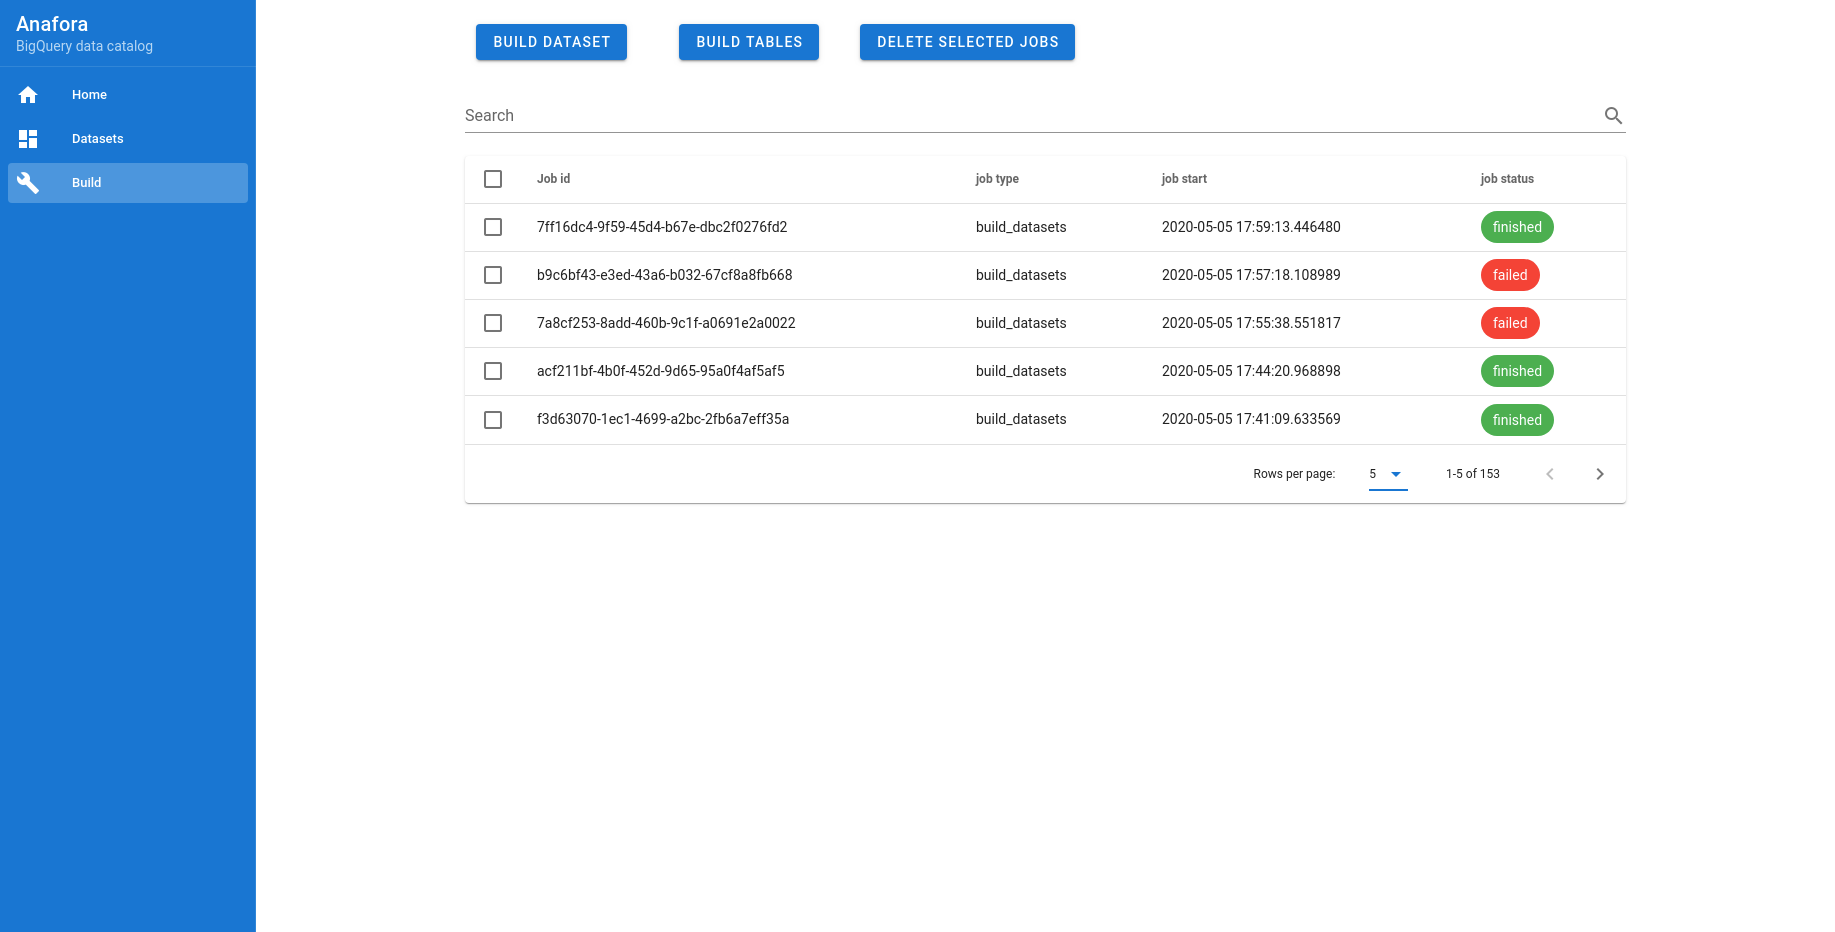 Anafora
BigQuery data catalog
Home
Datasets
Build
BUILD DATASET BUILD TABLES DELETE SELECTED JOBS
Search
Job id job type job start job status
7ff16dc4-9f59-45d4-b67e-dbc2f0276fd2 build_datasets 2020-05-05 17:59:13.446480 finished
b9c6bf43-e3ed-43a6-b032-67cf8a8fb668 build_datasets 2020-05-05 17:57:18.108989 failed
7a8cf253-8add-460b-9c1f-a0691e2a0022 build_datasets 2020-05-05 17:55:38.551817 failed
acf211bf-4b0f-452d-9d65-95a0f4af5af5 build_datasets 2020-05-05 17:44:20.968898 finished
f3d63070-1ec1-4699-a2bc-2fb6a7eff35a build_datasets 2020-05-05 17:41:09.633569 finished
Rows per page: 5 1-5 of 153